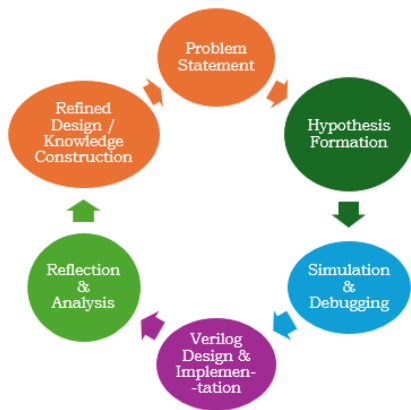 Problem
Statement
Hypothesis
Formation
Simulation
&
Debugging
Verilog
Design &
Implemen-
-tation
Reflection
&
Analysis
Refined
Design /
Knowledge
Construction